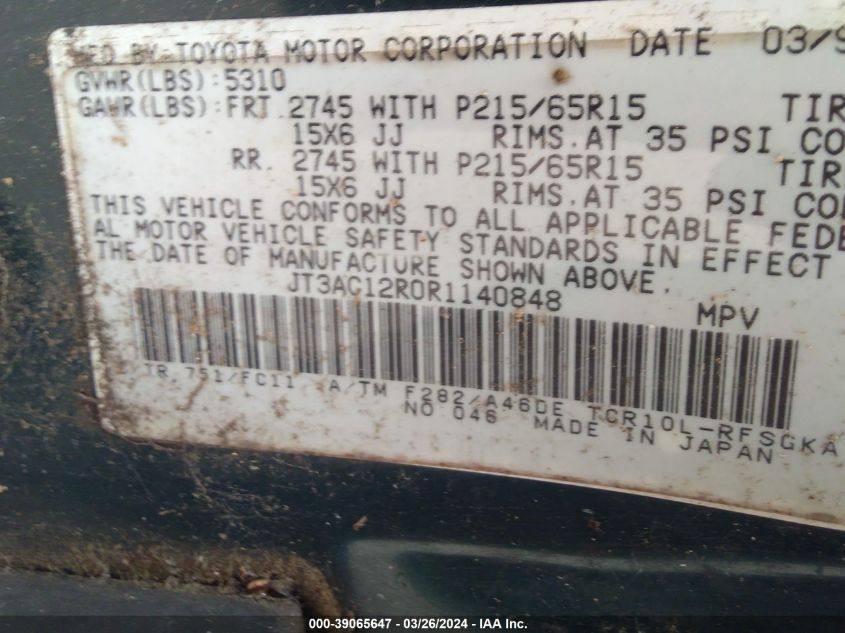 MFD BY TOYOTA MOTOR CORPORATION DATE 03/9
GVWR(LBS):5310
GAWR(LBS):FRT. 2745 WITH P215/65R15 TIR
15X6 JJ RIMS.AT 35 PSI CO
RR. 2745 WITH P215/65R15 TIR
15X6 JJ RIMS.AT 35 PSI COL
THIS VEHICLE CONFORMS TO ALL APPLICABLE FEDE
AL MOTOR VEHICLE SAFETY STANDARDS IN EFFECT
THE DATE OF MANUFACTURE SHOWN ABOVE.
JT3AC12R0R1140848 MPV
TR 751/FC11 A/TM F282/A46DE TCR10L-RFSGKA
NO 046 MADE IN JAPAN
000-39065647 / 03/26/2024 - IAA Inc.